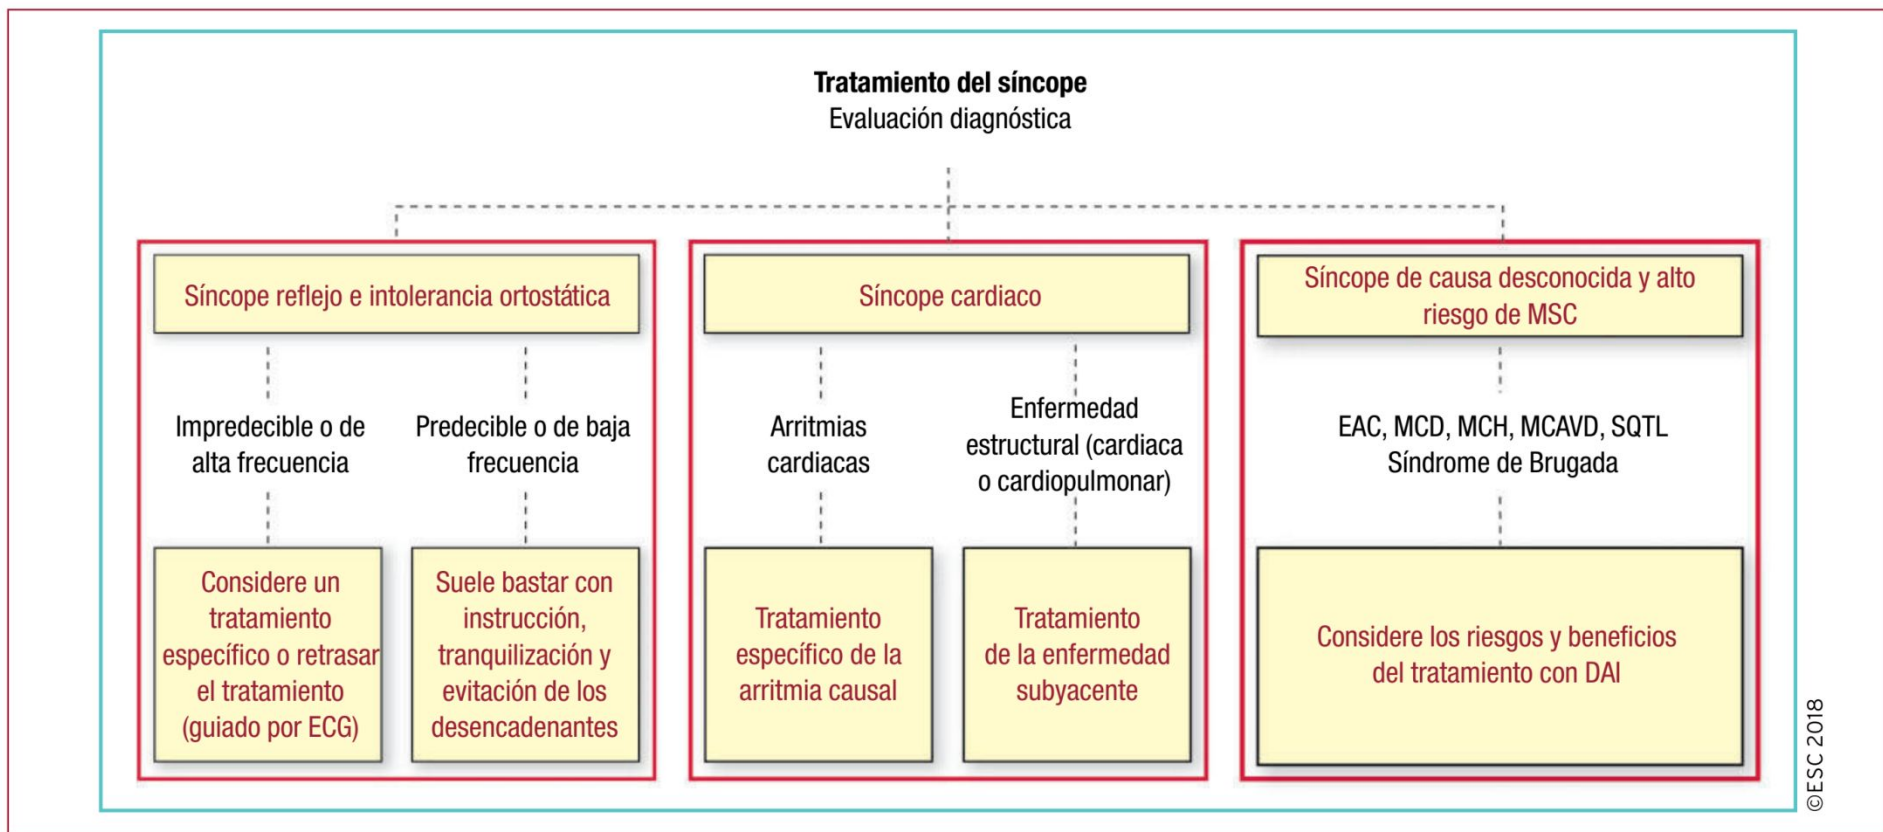 Tratamiento del síncope
Evaluación diagnóstica
Síncope reflejo e intolerancia ortostática
Impredecible o de
alta frecuencia
Predecible o de baja
frecuencia
Considere un
tratamiento
específico o retrasar
el tratamiento
(guiado por ECG)
Suele bastar con
instrucción,
tranquilización y
evitación de los
desencadenantes
Síncope cardiaco
Arritmias
cardiacas
Enfermedad
estructural (cardiaca
o cardiopulmonar)
Tratamiento
específico de la
arritmia causal
Tratamiento
de la enfermedad
subyacente
Síncope de causa desconocida y alto
riesgo de MSC
EAC, MCD, MCH, MCAVD, SQTL
Síndrome de Brugada
Considere los riesgos y beneficios
del tratamiento con DAI
©ESC 2018